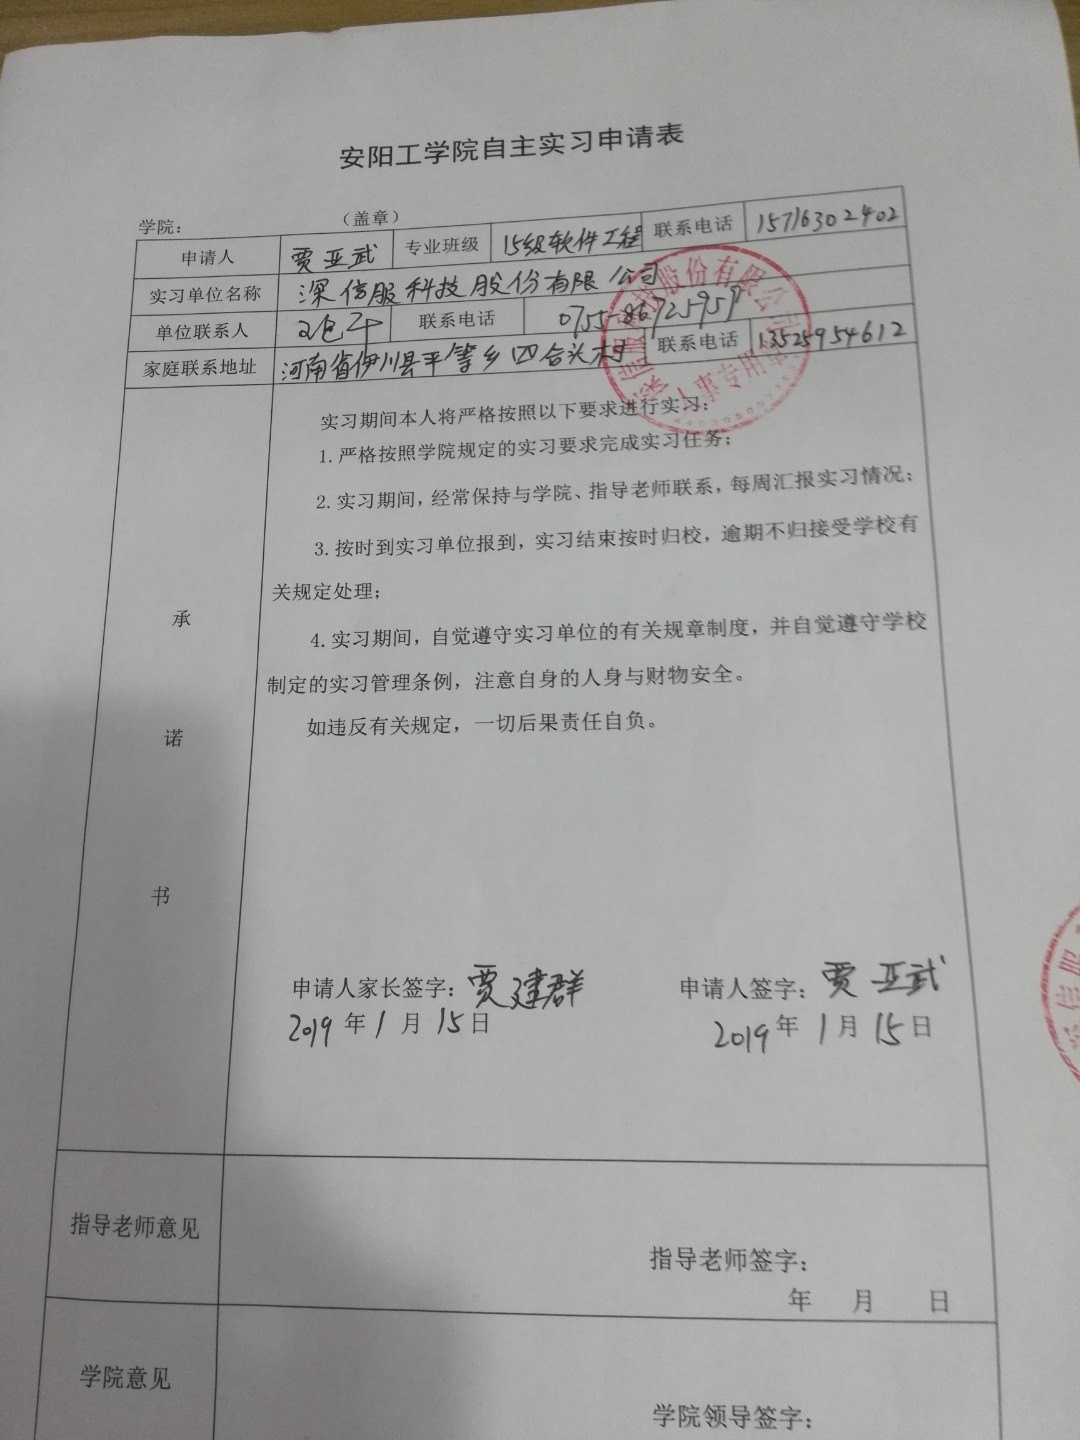 安阳工学院自主实习申请表
学院： （盖章）
申请人 贾亚武 专业班级 15级软件工程 联系电话 15716302402
实习单位名称 深信服科技股份有限公司
单位联系人 联系电话 0755-86725959
家庭联系地址 河南省伊川县平等乡四合头村 联系电话 13525954612
承诺书
实习期间本人将严格按照以下要求进行实习：
1.严格按照学院规定的实习要求完成实习任务；
2.实习期间，经常保持与学院、指导老师联系，每周汇报实习情况；
3.按时到实习单位报到，实习结束按时归校，逾期不归接受学校有
关规定处理；
4.实习期间，自觉遵守实习单位的有关规章制度，并自觉遵守学校
制定的实习管理条例，注意自身的人身与财物安全。
如违反有关规定，一切后果责任自负。
申请人家长签字：贾建群 申请人签字：贾亚武
2019年1月15日 2019年1月15日
指导老师意见
指导老师签字：
年 月 日
学院意见
学院领导签字：
深信服科技股份有限公司
人事专用章